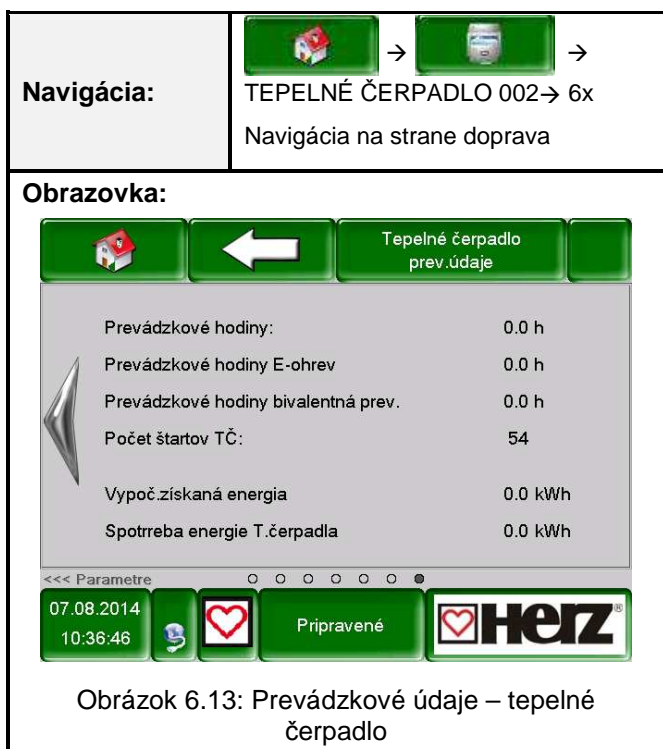 Navigácia:
→ →
TEPELNÉ ČERPADLO 002→ 6x
Navigácia na strane doprava
Obrazovka:
Tepelné čerpadlo
prev.údaje
Prevádzkové hodiny: 0.0 h
Prevádzkové hodiny E-ohrev 0.0 h
Prevádzkové hodiny bivalentná prev. 0.0 h
Počet štartov TČ: 54
Vypoč.získaná energia 0.0 kWh
Spotrreba energie T.čerpadla 0.0 kWh
<<< Parametre
07.08.2014
10:36:46
Pripravené
HERZ®
Obrázok 6.13: Prevádzkové údaje – tepelné
čerpadlo